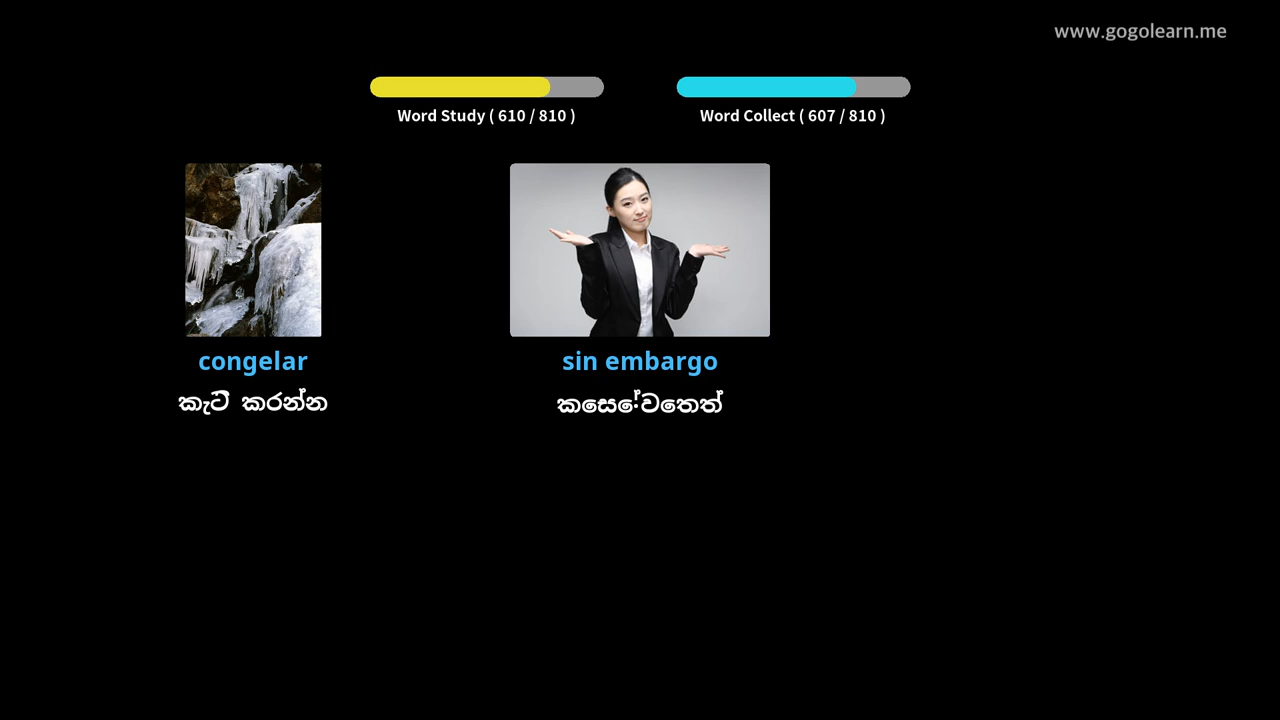 www.gogolearn.me
Word Study ( 610 / 810 )
Word Collect ( 607 / 810 )
congelar
කැටි කරන්න
sin embargo
කෙසේවෙතත්